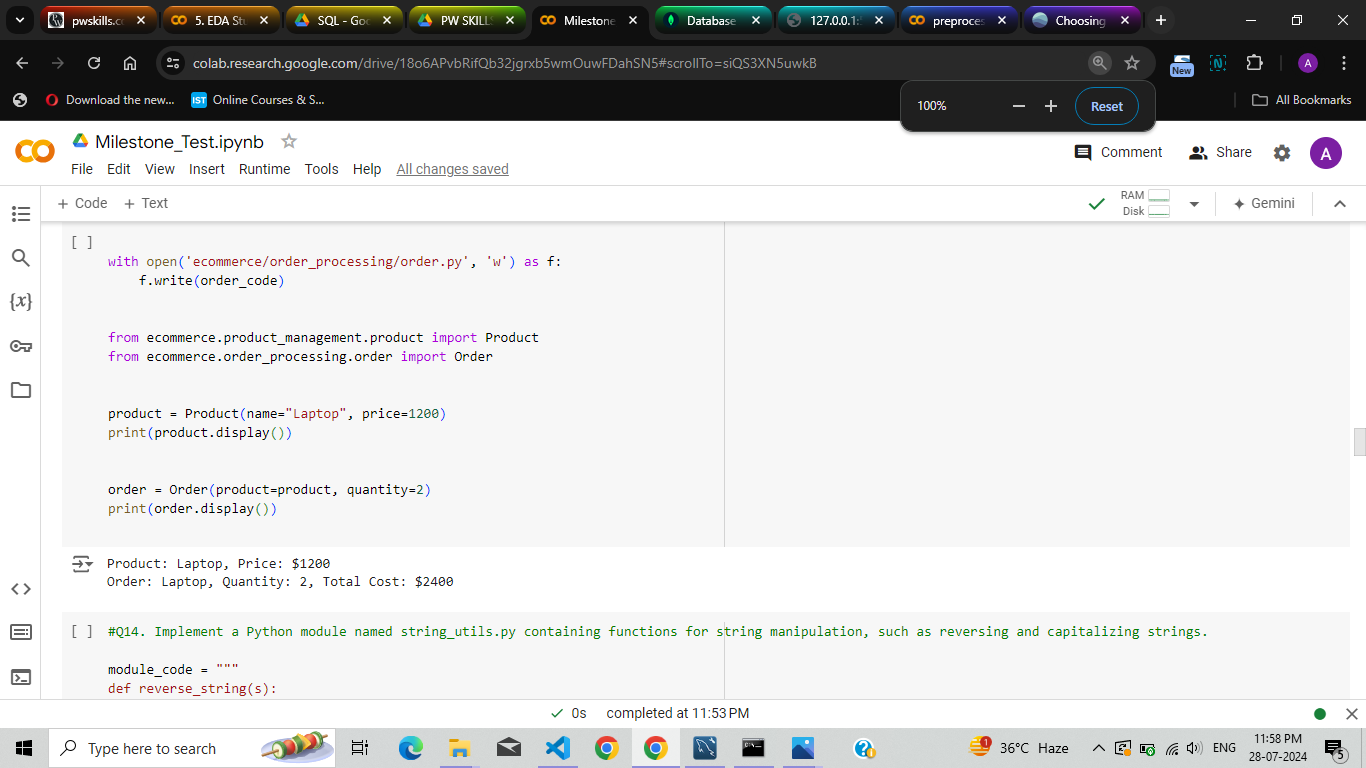 pwskills.c
5. EDA Stu
SQL - Goo
PW SKILLS
Milestone
Database
127.0.0.1:
preproces
Choosing
colab.research.google.com/drive/18o6APvbRifQb32jgrxb5wmOuwFDahSN5#scrollTo=siQS3XN5uwkB
New
A
Download the new...
IST
Online Courses & S...
All Bookmarks
100%
Reset
Milestone_Test.ipynb
File Edit View Insert Runtime Tools Help All changes saved
Comment
Share
A
+ Code + Text
RAM
Disk
Gemini
[ ]
with open('ecommerce/order_processing/order.py', 'w') as f:
f.write(order_code)
from ecommerce.product_management.product import Product
from ecommerce.order_processing.order import Order
product = Product(name="Laptop", price=1200)
print(product.display())
order = Order(product=product, quantity=2)
print(order.display())
Product: Laptop, Price: $1200
Order: Laptop, Quantity: 2, Total Cost: $2400
[ ] #Q14. Implement a Python module named string_utils.py containing functions for string manipulation, such as reversing and capitalizing strings.
module_code = """
def reverse_string(s):
0s completed at 11:53 PM
Type here to search
1
36°C Haze
ENG
11:58 PM
28-07-2024
5